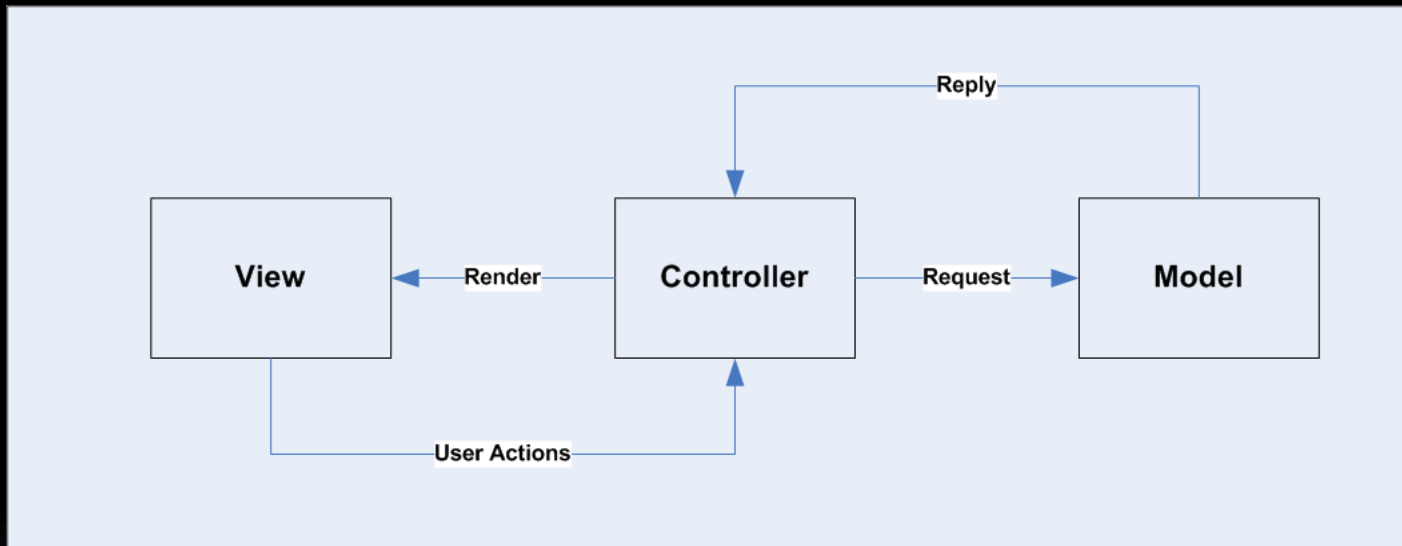 Reply
View
Render
Controller
Request
Model
User Actions